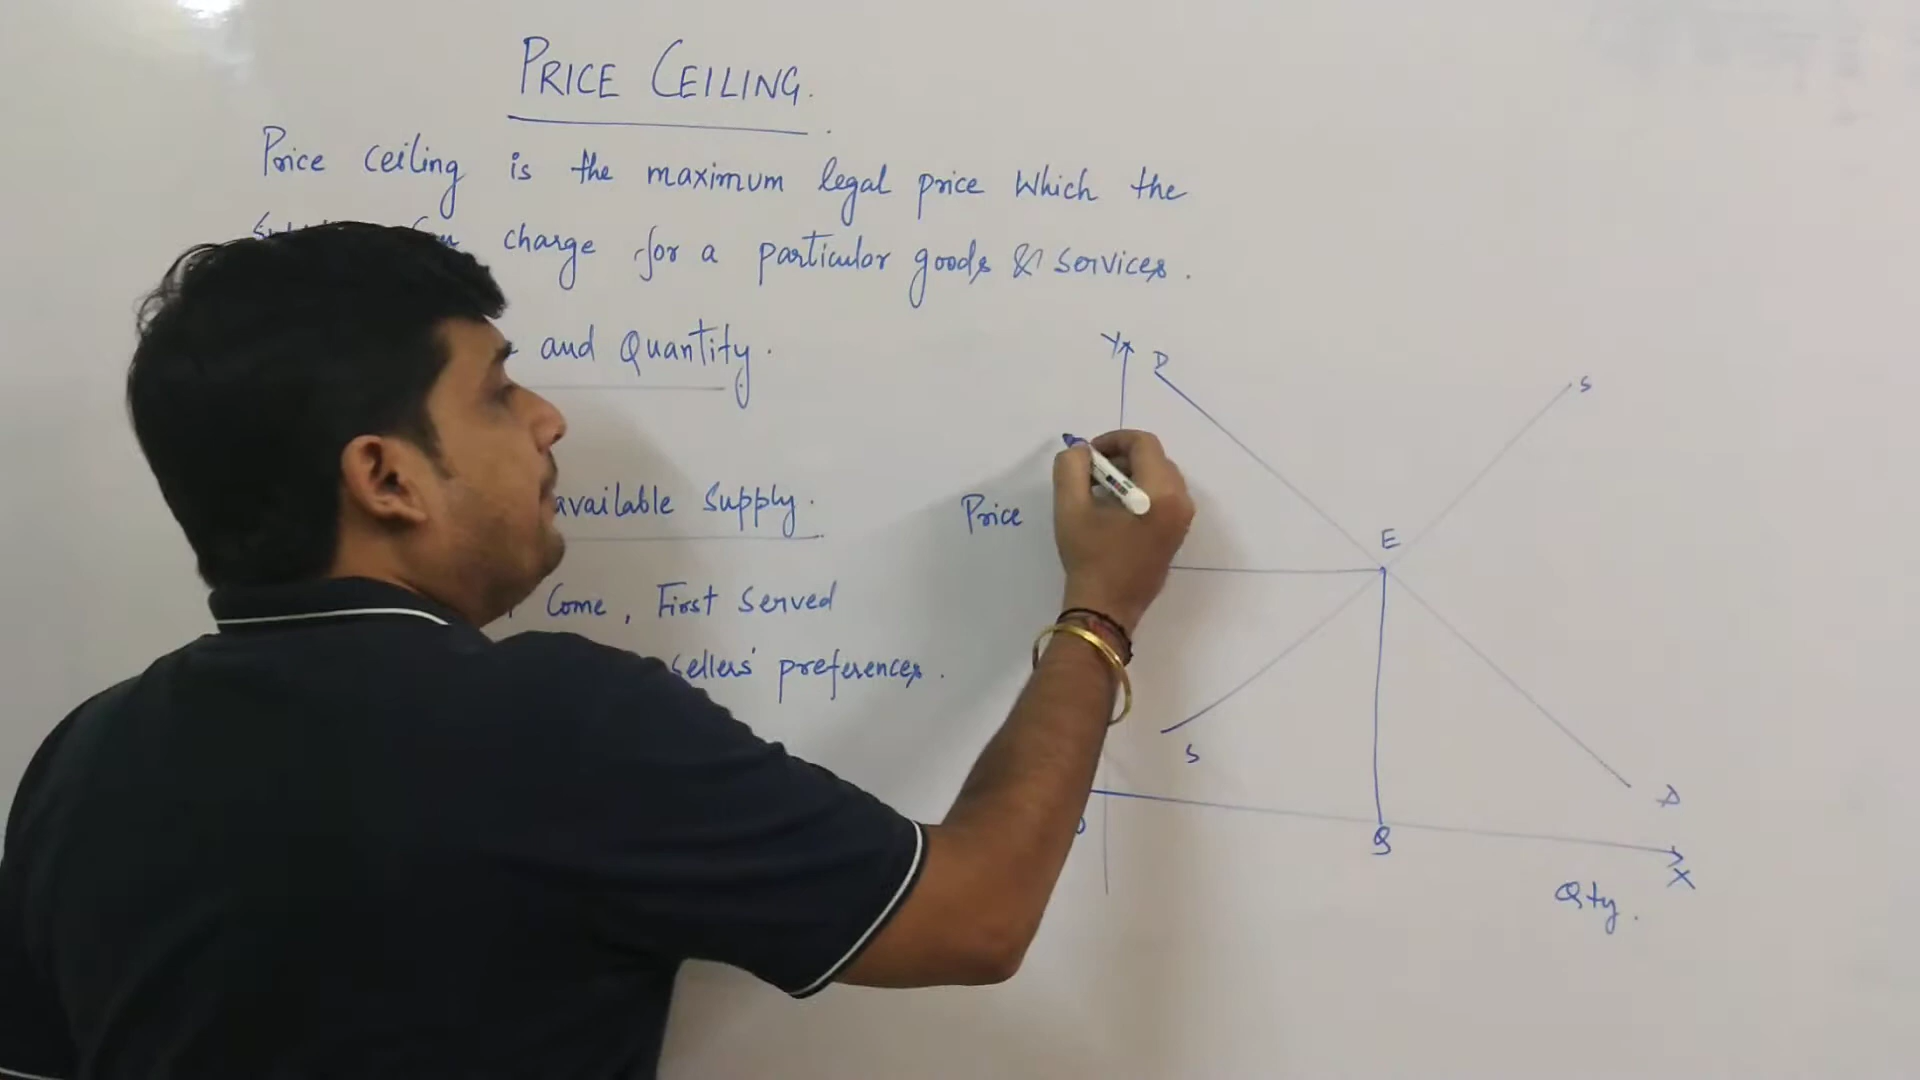 PRICE CEILING.
Price ceiling is the maximum legal price which the
charge for a particular goods & services.
and Quantity.
available supply.
Come, First Served
sellers' preferences.
Y
D
S
Price
E
S
D
Q
X
Qty.